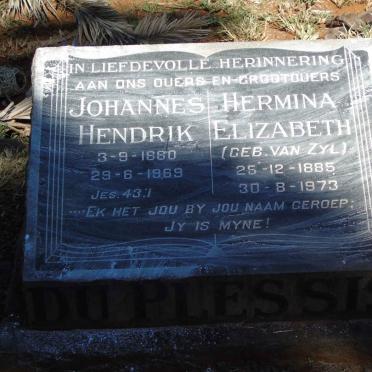 IN LIEFDEVOLLE HERINNERING
AAN ONS OUERS EN GROOTOUERS
JOHANNES HENDRIK
3-9-1880
29-6-1969
HERMINA ELIZABETH
(GEB. VAN ZYL)
25-12-1885
30-8-1973
JES. 43:1
....EK HET JOU BY JOU NAAM GEROEP;
JY IS MYNE!
DU PLESSIS